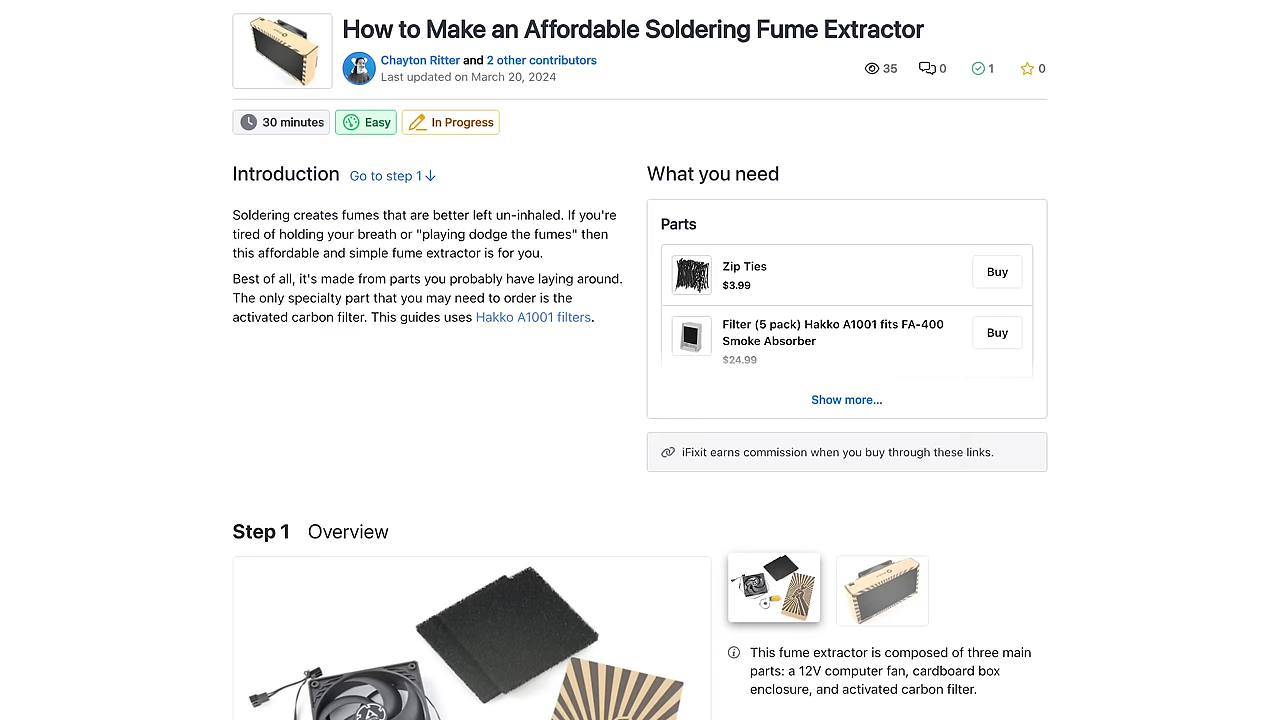 How to Make an Affordable Soldering Fume Extractor
Chayton Ritter and 2 other contributors
Last updated on March 20, 2024
35
0
1
0
30 minutes
Easy
In Progress
Introduction Go to step 1↓
Soldering creates fumes that are better left un-inhaled. If you're
tired of holding your breath or "playing dodge the fumes" then
this affordable and simple fume extractor is for you.
Best of all, it's made from parts you probably have laying around.
The only specialty part that you may need to order is the
activated carbon filter. This guides uses Hakko A1001 filters.
What you need
Parts
Zip Ties
$3.99
Buy
Filter (5 pack) Hakko A1001 fits FA-400
Smoke Absorber
$24.99
Buy
Show more...
iFixit earns commission when you buy through these links.
Step 1 Overview
This fume extractor is composed of three main
parts: a 12V computer fan, cardboard box
enclosure, and activated carbon filter.